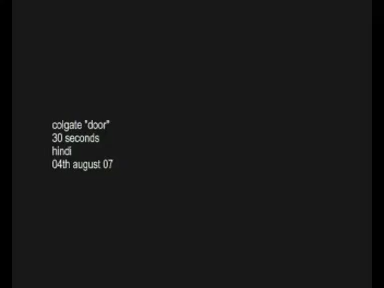 colgate "door"
30 seconds
hindi
04th august 07